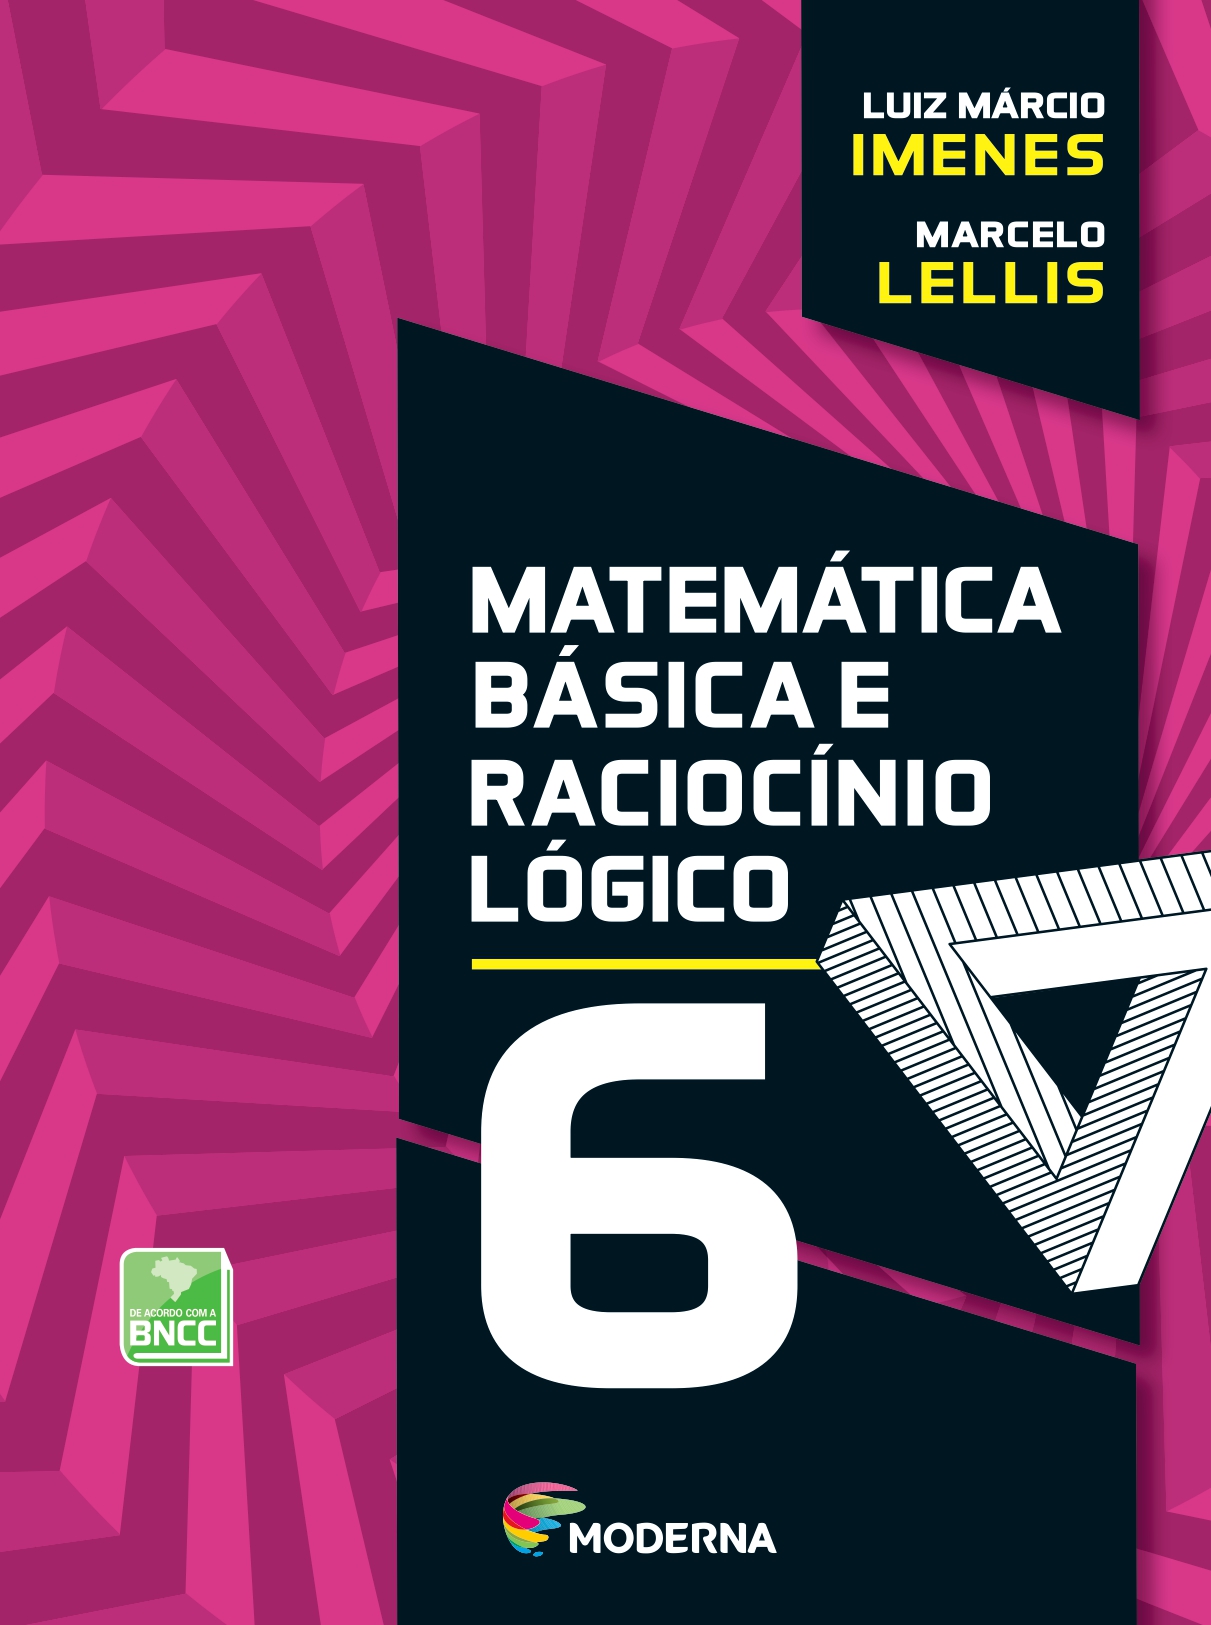 LUIZ MÁRCIO
IMENES
MARCELO
LELLIS
MATEMÁTICA
BÁSICA E
RACIOCÍNIO
LÓGICO
6
DE ACORDO COM A
BNCC
MODERNA